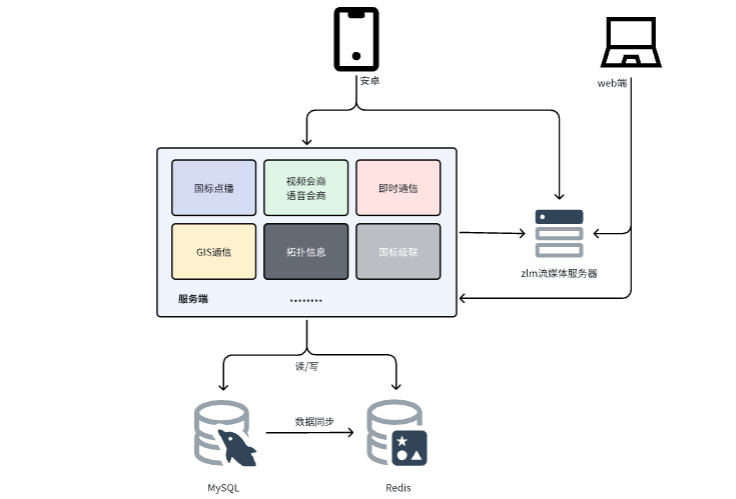 安卓
web端
国标点播
视频会商
语音会商
即时通信
GIS通信
拓扑信息
国标级联
zlm流媒体服务器
服务端
........
读/写
数据同步
MySQL
Redis